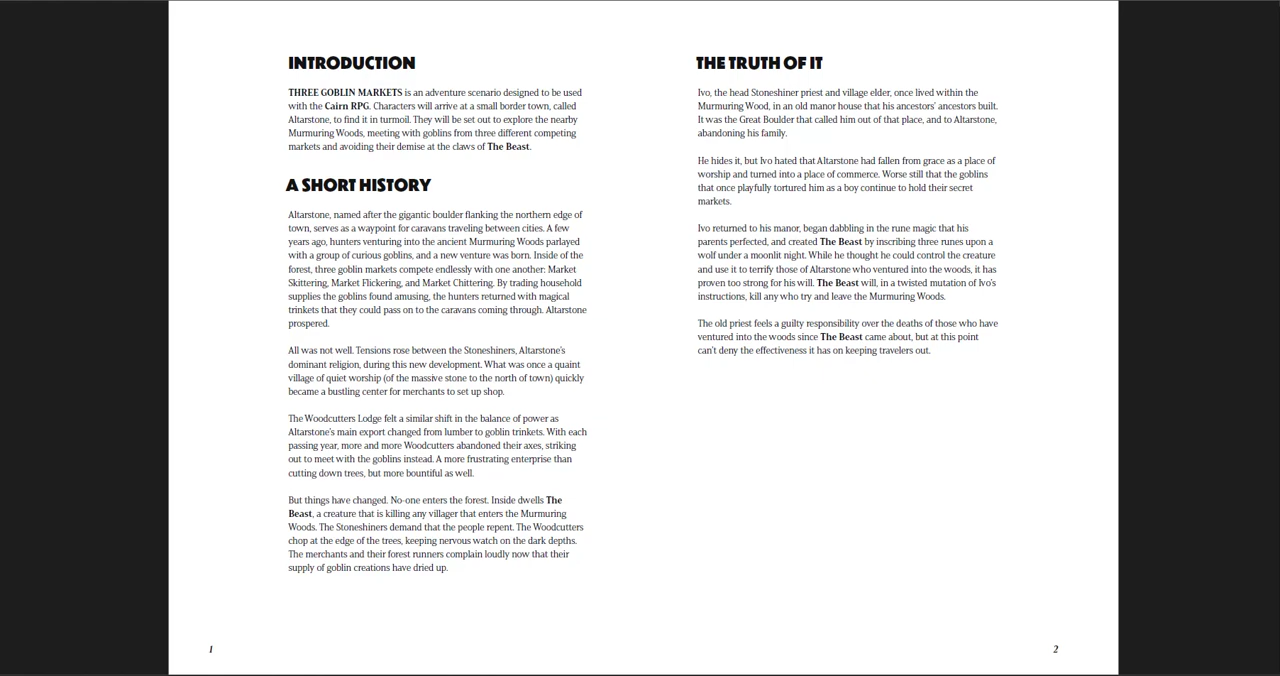 INTRODUCTION
THREE GOBLIN MARKETS is an adventure scenario designed to be used
with the Cairn RPG. Characters will arrive at a small border town, called
Altarstone, to find it in turmoil. They will be set out to explore the nearby
Murmuring Woods, meeting with goblins from three different competing
markets and avoiding their demise at the claws of The Beast.
A SHORT HISTORY
Altarstone, named after the gigantic boulder flanking the northern edge of
town, serves as a waypoint for caravans traveling between cities. A few
years ago, hunters venturing into the ancient Murmuring Woods parlayed
with a group of curious goblins, and a new venture was born. Inside of the
forest, three goblin markets compete endlessly with one another: Market
Skittering, Market Flickering, and Market Chittering. By trading household
supplies the goblins found amusing, the hunters returned with magical
trinkets that they could pass on to the caravans coming through. Altarstone
prospered.
All was not well. Tensions rose between the Stoneshiners, Altarstone's
dominant religion, during this new development. What was once a quaint
village of quiet worship (of the massive stone to the north of town) quickly
became a bustling center for merchants to set up shop.
The Woodcutters Lodge felt a similar shift in the balance of power as
Altarstone's main export changed from lumber to goblin trinkets. With each
passing year, more and more Woodcutters abandoned their axes, striking
out to meet with the goblins instead. A more frustrating enterprise than
cutting down trees, but more bountiful as well.
But things have changed. No-one enters the forest. Inside dwells The
Beast, a creature that is killing any villager that enters the Murmuring
Woods. The Stoneshiners demand that the people repent. The Woodcutters
chop at the edge of the trees, keeping nervous watch on the dark depths.
The merchants and their forest runners complain loudly now that their
supply of goblin creations have dried up.
1
THE TRUTH OF IT
Ivo, the head Stoneshiner priest and village elder, once lived within the
Murmuring Wood, in an old manor house that his ancestors' ancestors built.
It was the Great Boulder that called him out of that place, and to Altarstone,
abandoning his family.
He hides it, but Ivo hated that Altarstone had fallen from grace as a place of
worship and turned into a place of commerce. Worse still that the goblins
that once playfully tortured him as a boy continue to hold their secret
markets.
Ivo returned to his manor, began dabbling in the rune magic that his
parents perfected, and created The Beast by inscribing three runes upon a
wolf under a moonlit night. While he thought he could control the creature
and use it to terrify those of Altarstone who ventured into the woods, it has
proven too strong for his will. The Beast will, in a twisted mutation of Ivo's
instructions, kill any who try and leave the Murmuring Woods.
The old priest feels a guilty responsibility over the deaths of those who have
ventured into the woods since The Beast came about, but at this point
can't deny the effectiveness it has on keeping travelers out.
2